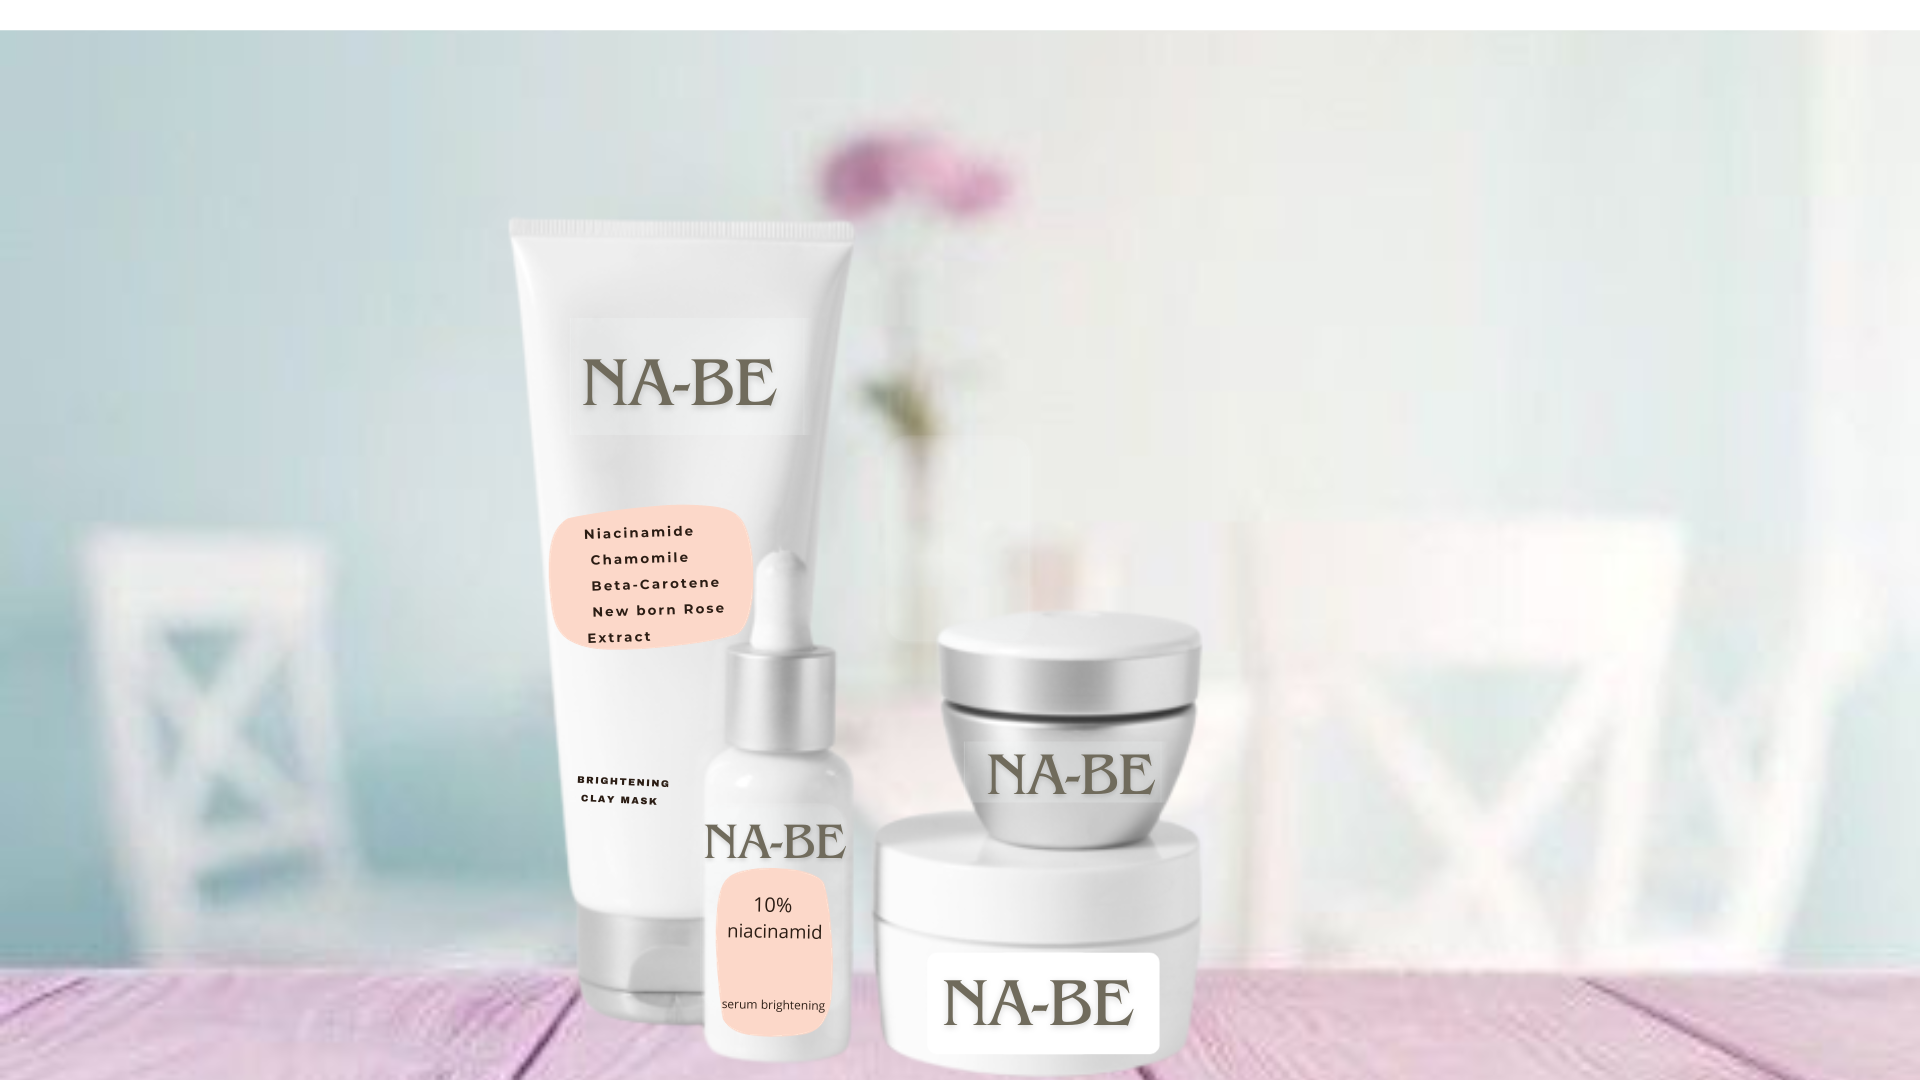 NA-BE
Niacinamide
Chamomile
Beta-Carotene
New born Rose
Extract
BRIGHTENING
CLAY MASK
NA-BE
10%
niacinamid
serum brightening
NA-BE
NA-BE